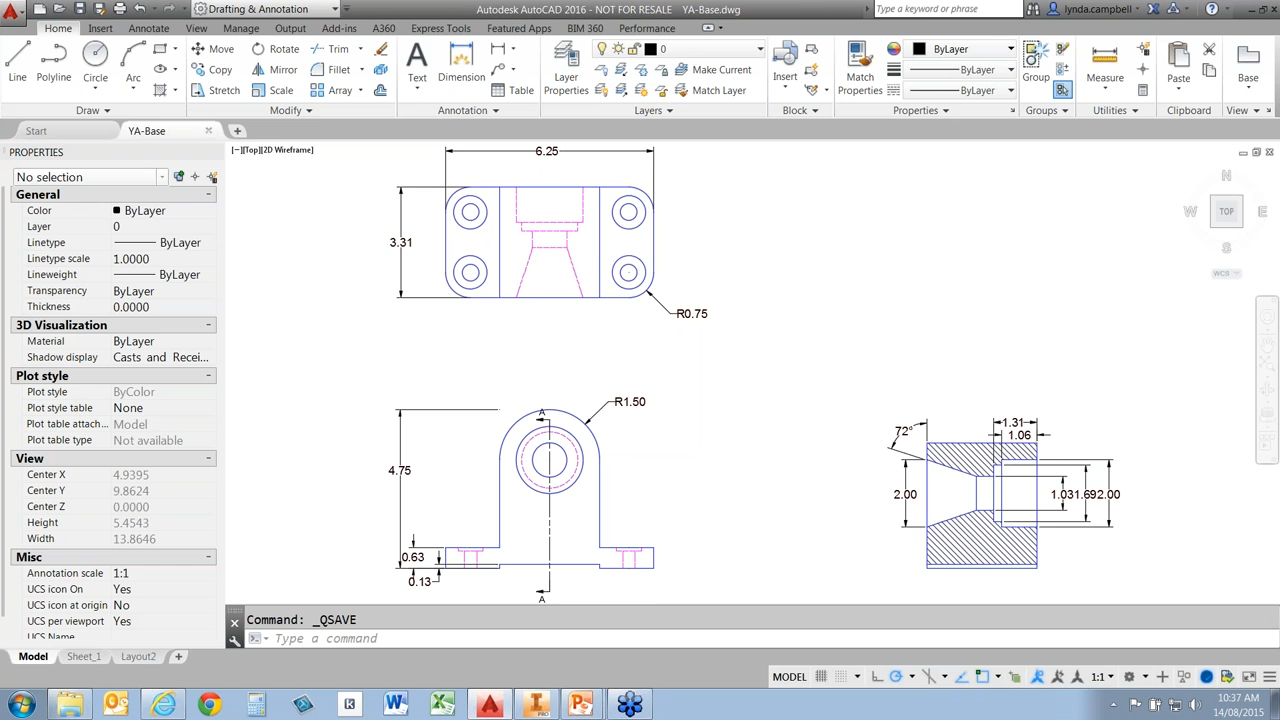 Drafting & Annotation
Autodesk AutoCAD 2016 - NOT FOR RESALE YA-Base.dwg
Type a keyword or phrase
lynda.campbell
Home Insert Annotate View Manage Output Add-ins A360 Express Tools Featured Apps BIM 360 Performance
Line Polyline Circle Arc
Move Rotate Trim
Copy Mirror Fillet
Stretch Scale Array
Text Dimension Table
Layer Properties
0
Make Current
Match Layer
Insert
Match Properties
ByLayer
ByLayer
ByLayer
Group Measure Paste Base
Draw Modify Annotation Layers Block Properties Groups Utilities Clipboard View
Start YA-Base
PROPERTIES
No selection
General
Color ByLayer
Layer 0
Linetype ByLayer
Linetype scale 1.0000
Lineweight ByLayer
Transparency ByLayer
Thickness 0.0000
3D Visualization
Material ByLayer
Shadow display Casts and Recei...
Plot style
Plot style ByColor
Plot style table None
Plot table attach... Model
Plot table type Not available
View
Center X 4.9395
Center Y 9.8624
Center Z 0.0000
Height 5.4543
Width 13.8646
Misc
Annotation scale 1:1
UCS icon On Yes
UCS icon at origin No
UCS per viewport Yes
UCS Name
[−][Top][2D Wireframe]
6.25
3.31
R0.75
N
W TOP E
S
WCS
A
R1.50
4.75
0.63
0.13
A
72°
1.31
1.06
2.00
1.03
1.69
2.00
Command: _QSAVE
Type a command
Model Sheet_1 Layout2
MODEL
1:1
10:37 AM
14/08/2015